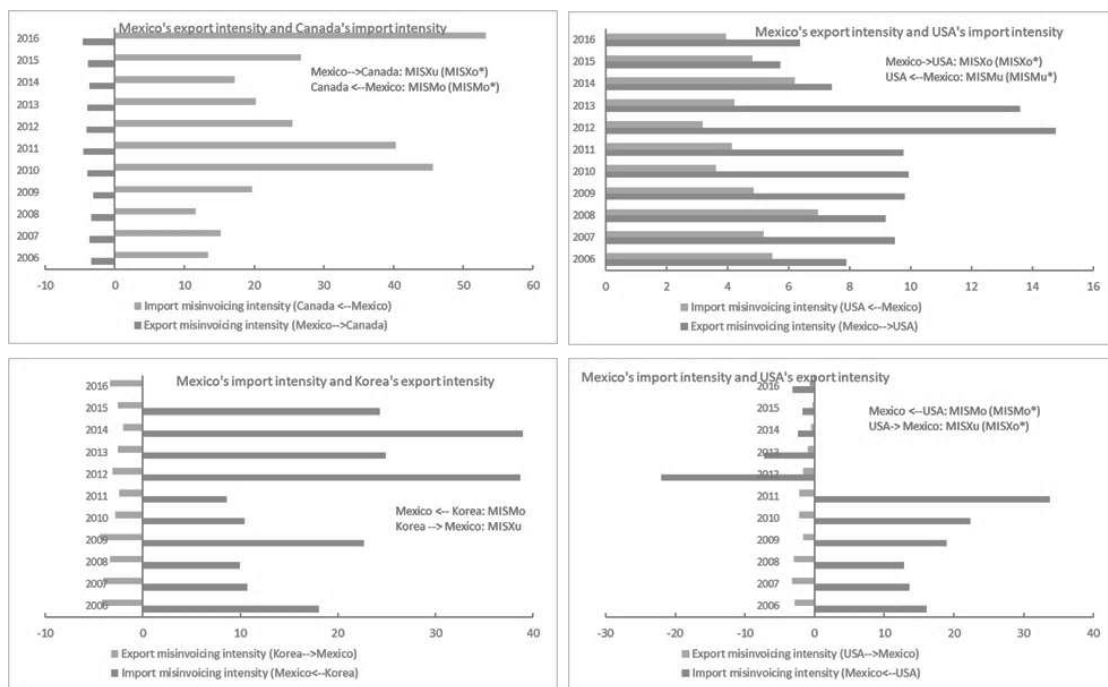 Mexico's export intensity and Canada's import intensity
2016
2015
2014
2013
2012
2011
2010
2009
2008
2007
2006
Mexico-->Canada: MISXu (MISXo*)
Canada <--Mexico: MISMo (MISMo*)
-10 0 10 20 30 40 50 60
Import misinvoicing intensity (Canada <--Mexico)
Export misinvoicing intensity (Mexico-->Canada)
Mexico's export intensity and USA's import intensity
2016
2015
2014
2013
2012
2011
2010
2009
2008
2007
2006
Mexico->USA: MISXo (MISXo*)
USA <--Mexico: MISMu (MISMu*)
0 2 4 6 8 10 12 14 16
Import misinvoicing intensity (USA <--Mexico)
Export misinvoicing intensity (Mexico-->USA)
Mexico's import intensity and Korea's export intensity
2016
2015
2014
2013
2012
2011
2010
2009
2008
2007
2006
Mexico <-- Korea: MISMo
Korea --> Mexico: MISXu
-10 0 10 20 30 40
Export misinvoicing intensity (Korea-->Mexico)
Import misinvoicing intensity (Mexico<--Korea)
Mexico's import intensity and USA's export intensity
2016
2015
2014
2013
2012
2011
2010
2009
2008
2007
2006
Mexico <--USA: MISMo (MISMo*)
USA-> Mexico: MISXu (MISXo*)
-30 -20 -10 0 10 20 30 40
Export misinvoicing intensity (USA-->Mexico)
Import misinvoicing intensity (Mexico<--USA)